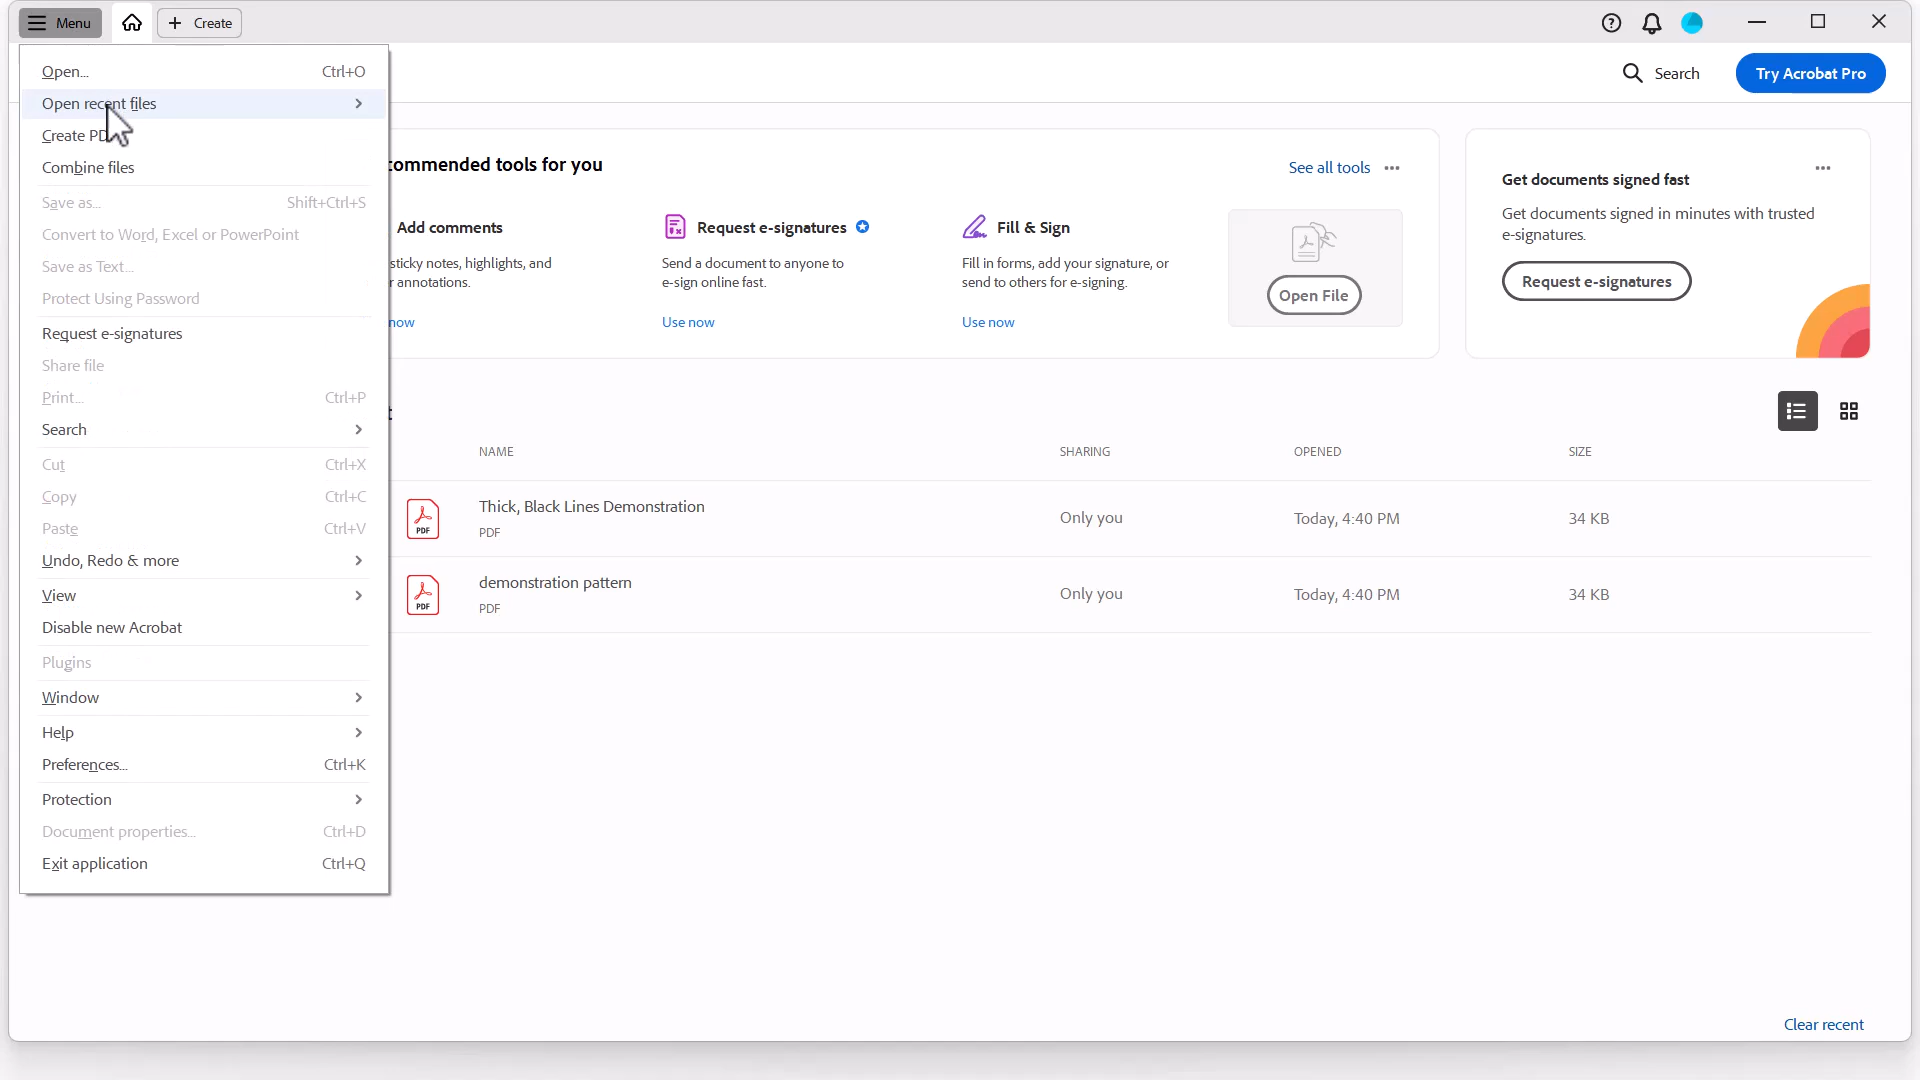 Menu
Create
Open... Ctrl+O
Open recent files
Create PD
Combine files
Save as... Shift+Ctrl+S
Convert to Word, Excel or PowerPoint
Save as Text...
Protect Using Password
Request e-signatures
Share file
Print... Ctrl+P
Search
Cut Ctrl+X
Copy Ctrl+C
Paste Ctrl+V
Undo, Redo & more
View
Disable new Acrobat
Plugins
Window
Help
Preferences... Ctrl+K
Protection
Document properties... Ctrl+D
Exit application Ctrl+Q
Search
Try Acrobat Pro
commended tools for you
See all tools
Add comments
sticky notes, highlights, and
r annotations.
now
Request e-signatures
Send a document to anyone to
e-sign online fast.
Use now
Fill & Sign
Fill in forms, add your signature, or
send to others for e-signing.
Use now
Open File
Get documents signed fast
Get documents signed in minutes with trusted
e-signatures.
Request e-signatures
t
NAME SHARING OPENED SIZE
PDF
Thick, Black Lines Demonstration
PDF
Only you
Today, 4:40 PM
34 KB
PDF
demonstration pattern
PDF
Only you
Today, 4:40 PM
34 KB
Clear recent